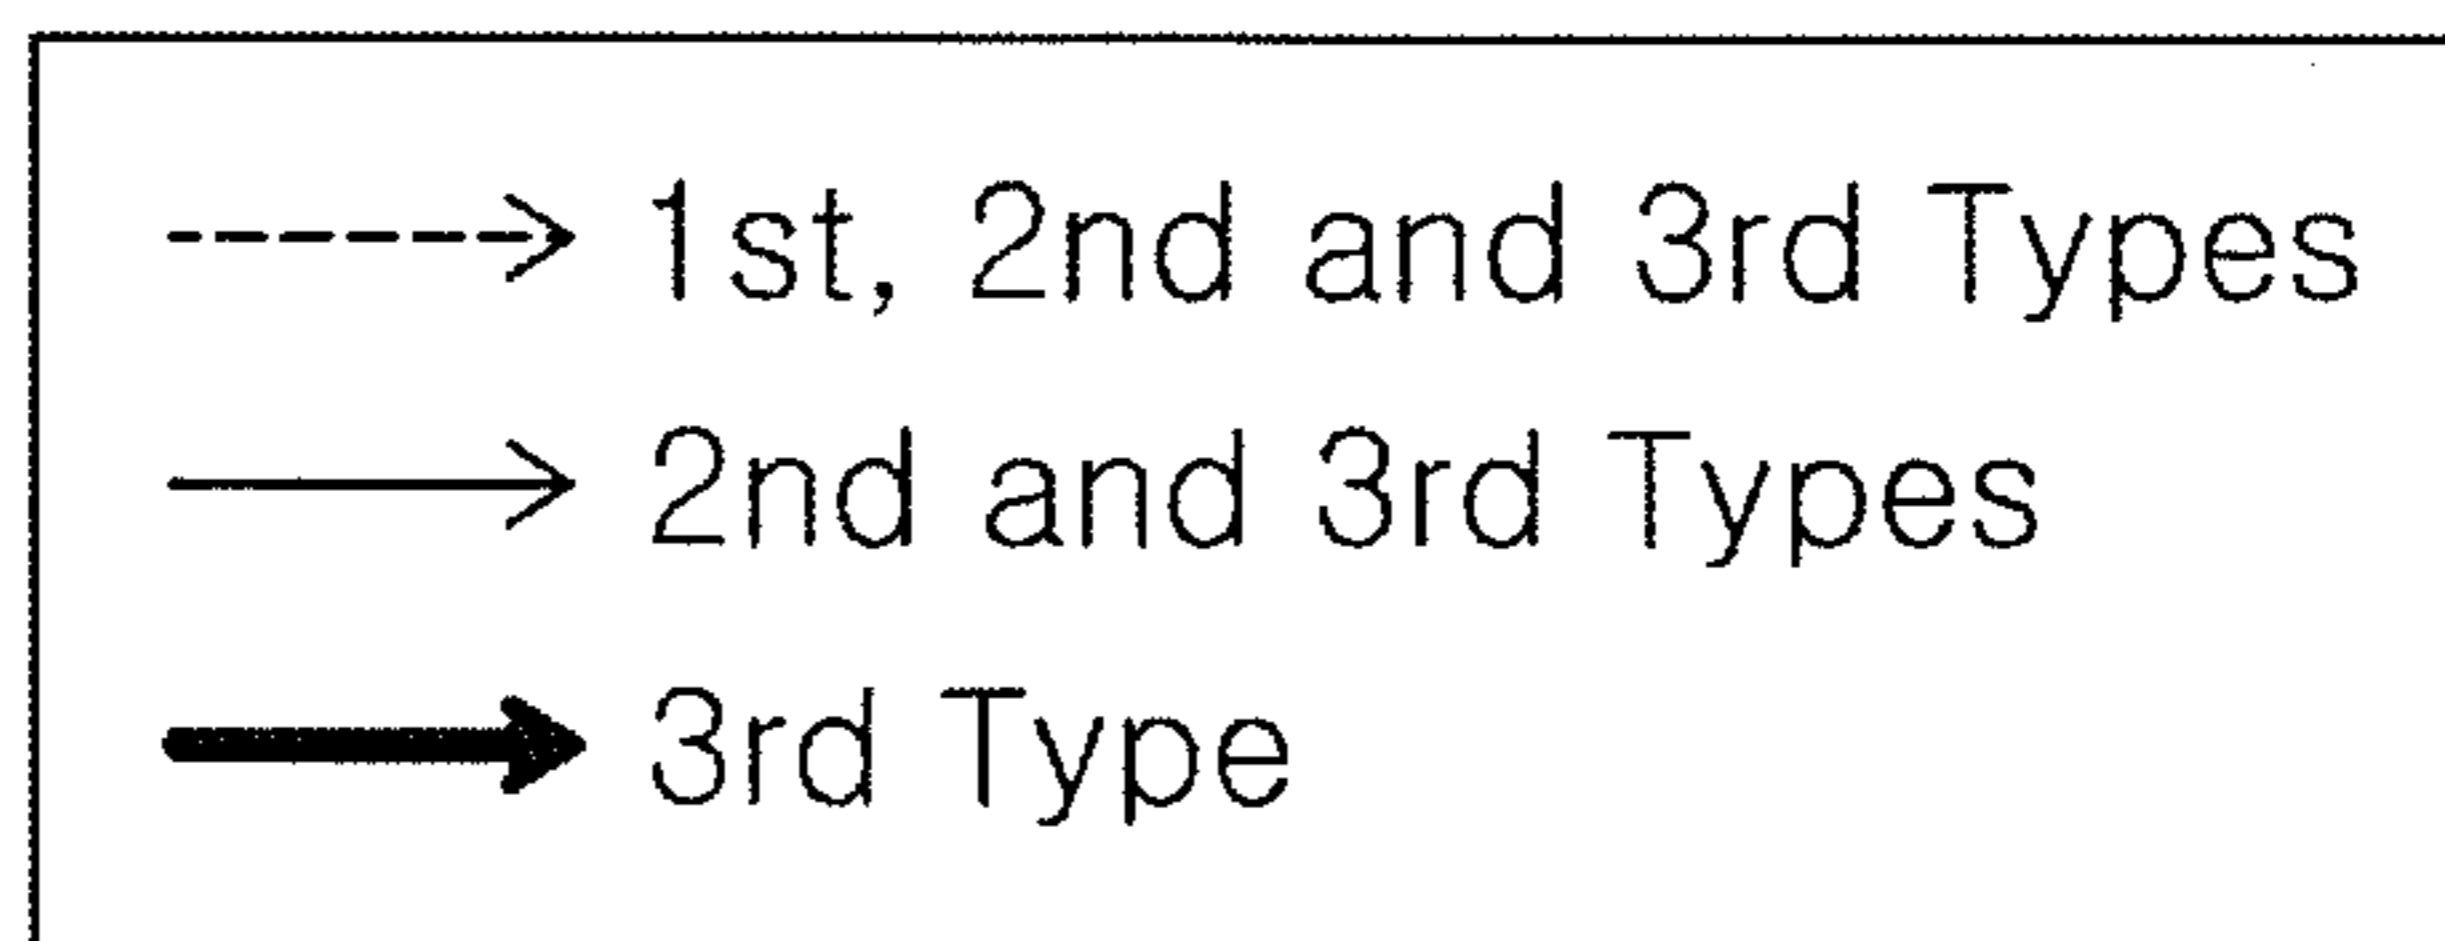 1st, 2nd and 3rd Types
2nd and 3rd Types
3rd Type